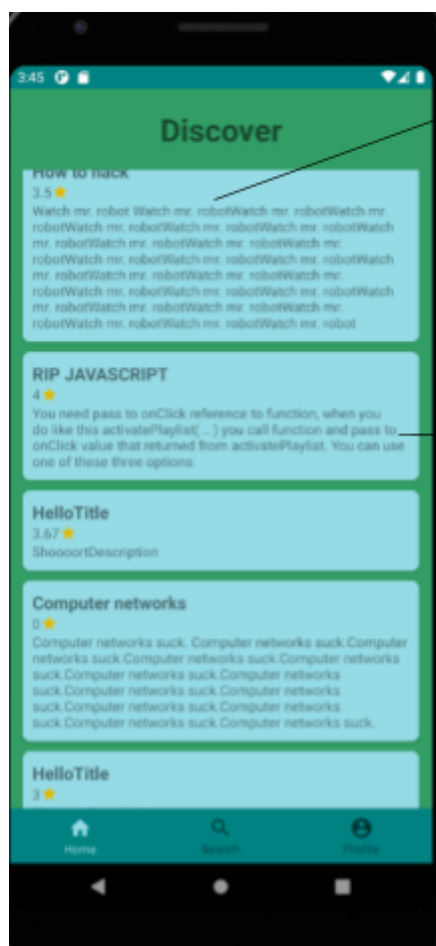 3:45
Discover
How to hack
3.5
Watch mr. robot Watch mr. robotWatch mr. robotWatch mr.
robotWatch mr. robotWatch mr. robotWatch mr. robotWatch
mr. robotWatch mr. robotWatch mr. robotWatch mr.
robotWatch mr. robotWatch mr. robotWatch mr. robotWatch
mr. robotWatch mr. robotWatch mr. robotWatch mr.
robotWatch mr. robotWatch mr. robotWatch mr. robotWatch
mr. robotWatch mr. robotWatch mr. robotWatch mr.
robotWatch mr. robotWatch mr. robotWatch mr. robot
RIP JAVASCRIPT
4
You need pass to onClick reference to function, when you
do like this activatePlaylist( .. ) you call function and pass to
onClick value that returned from activatePlaylist. You can use
one of these three options:
HelloTitle
3.67
ShoooortDescription
Computer networks
0
Computer networks suck. Computer networks suck.Computer
networks suck.Computer networks suck.Computer networks
suck.Computer networks suck.Computer networks
suck.Computer networks suck.Computer networks
suck.Computer networks suck.Computer networks
suck.Computer networks suck.Computer networks suck.
HelloTitle
3
Home
Search
Profile